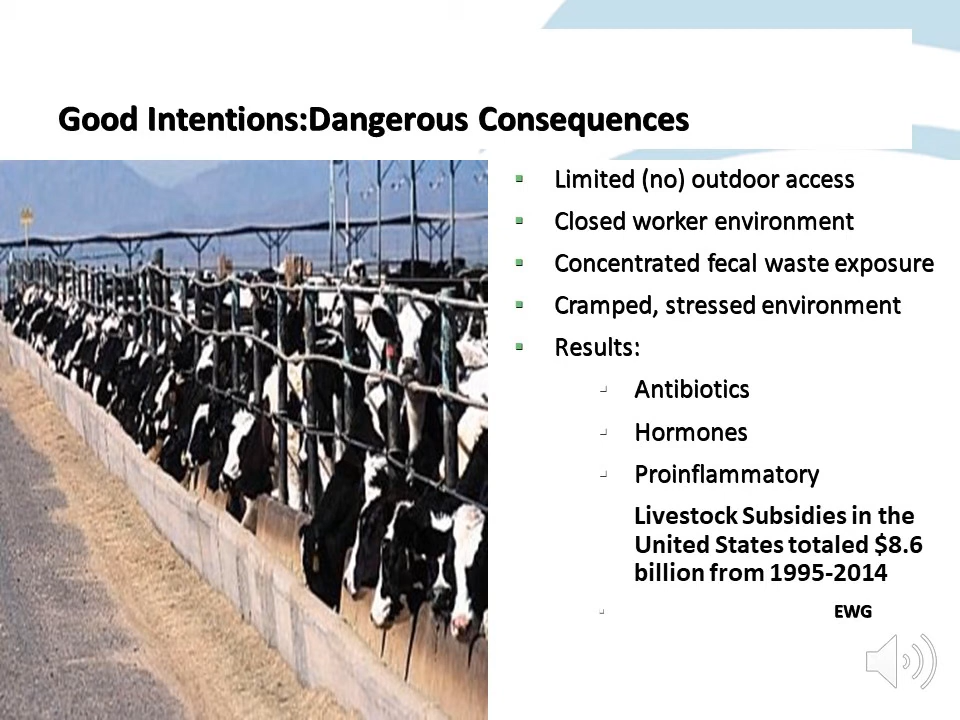 Good Intentions:Dangerous Consequences
Limited (no) outdoor access
Closed worker environment
Concentrated fecal waste exposure
Cramped, stressed environment
Results:
Antibiotics
Hormones
Proinflammatory
Livestock Subsidies in the
United States totaled $8.6
billion from 1995-2014
EWG